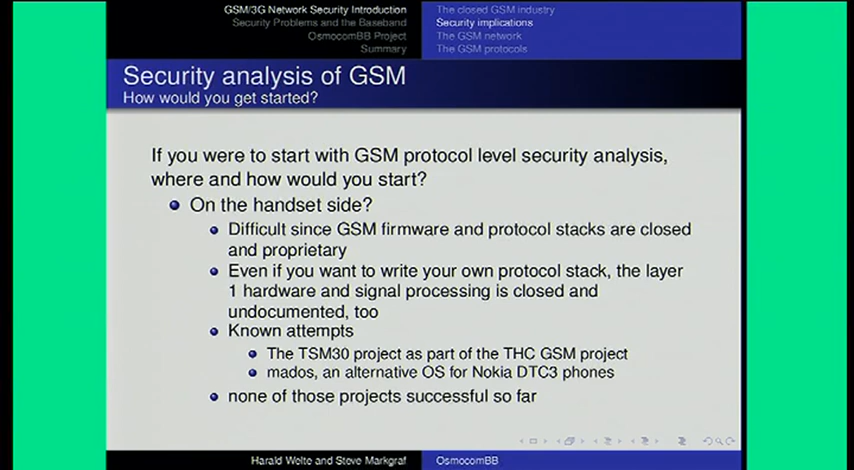 GSM/3G Network Security Introduction
Security Problems and the Baseband
OsmocomBB Project
Summary
The closed GSM industry
Security implications
The GSM network
The GSM protocols
Security analysis of GSM
How would you get started?
If you were to start with GSM protocol level security analysis,
where and how would you start?
On the handset side?
Difficult since GSM firmware and protocol stacks are closed
and proprietary
Even if you want to write your own protocol stack, the layer
1 hardware and signal processing is closed and
undocumented, too
Known attempts
The TSM30 project as part of the THC GSM project
mados, an alternative OS for Nokia DTC3 phones
none of those projects successful so far
Harald Welte and Steve Markgraf
OsmocomBB